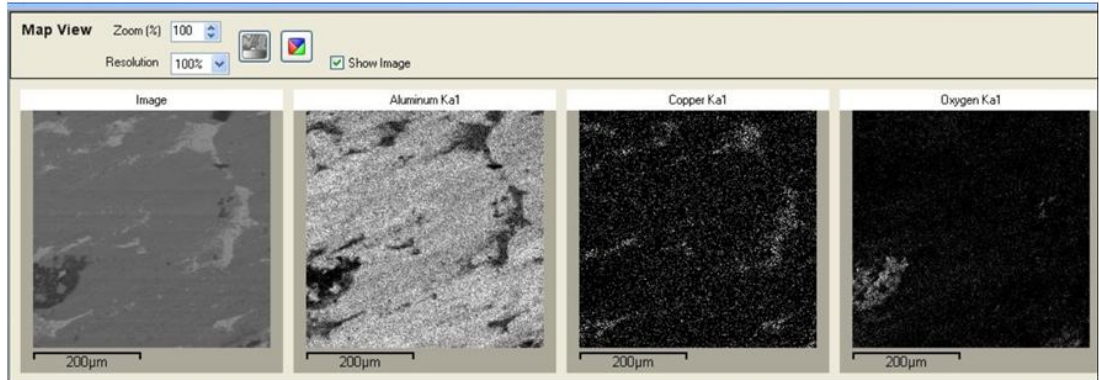 Map View Zoom (%) 100
Resolution 100% Show Image
Image Aluminum Ka1 Copper Ka1 Oxygen Ka1
200µm 200µm 200µm 200µm